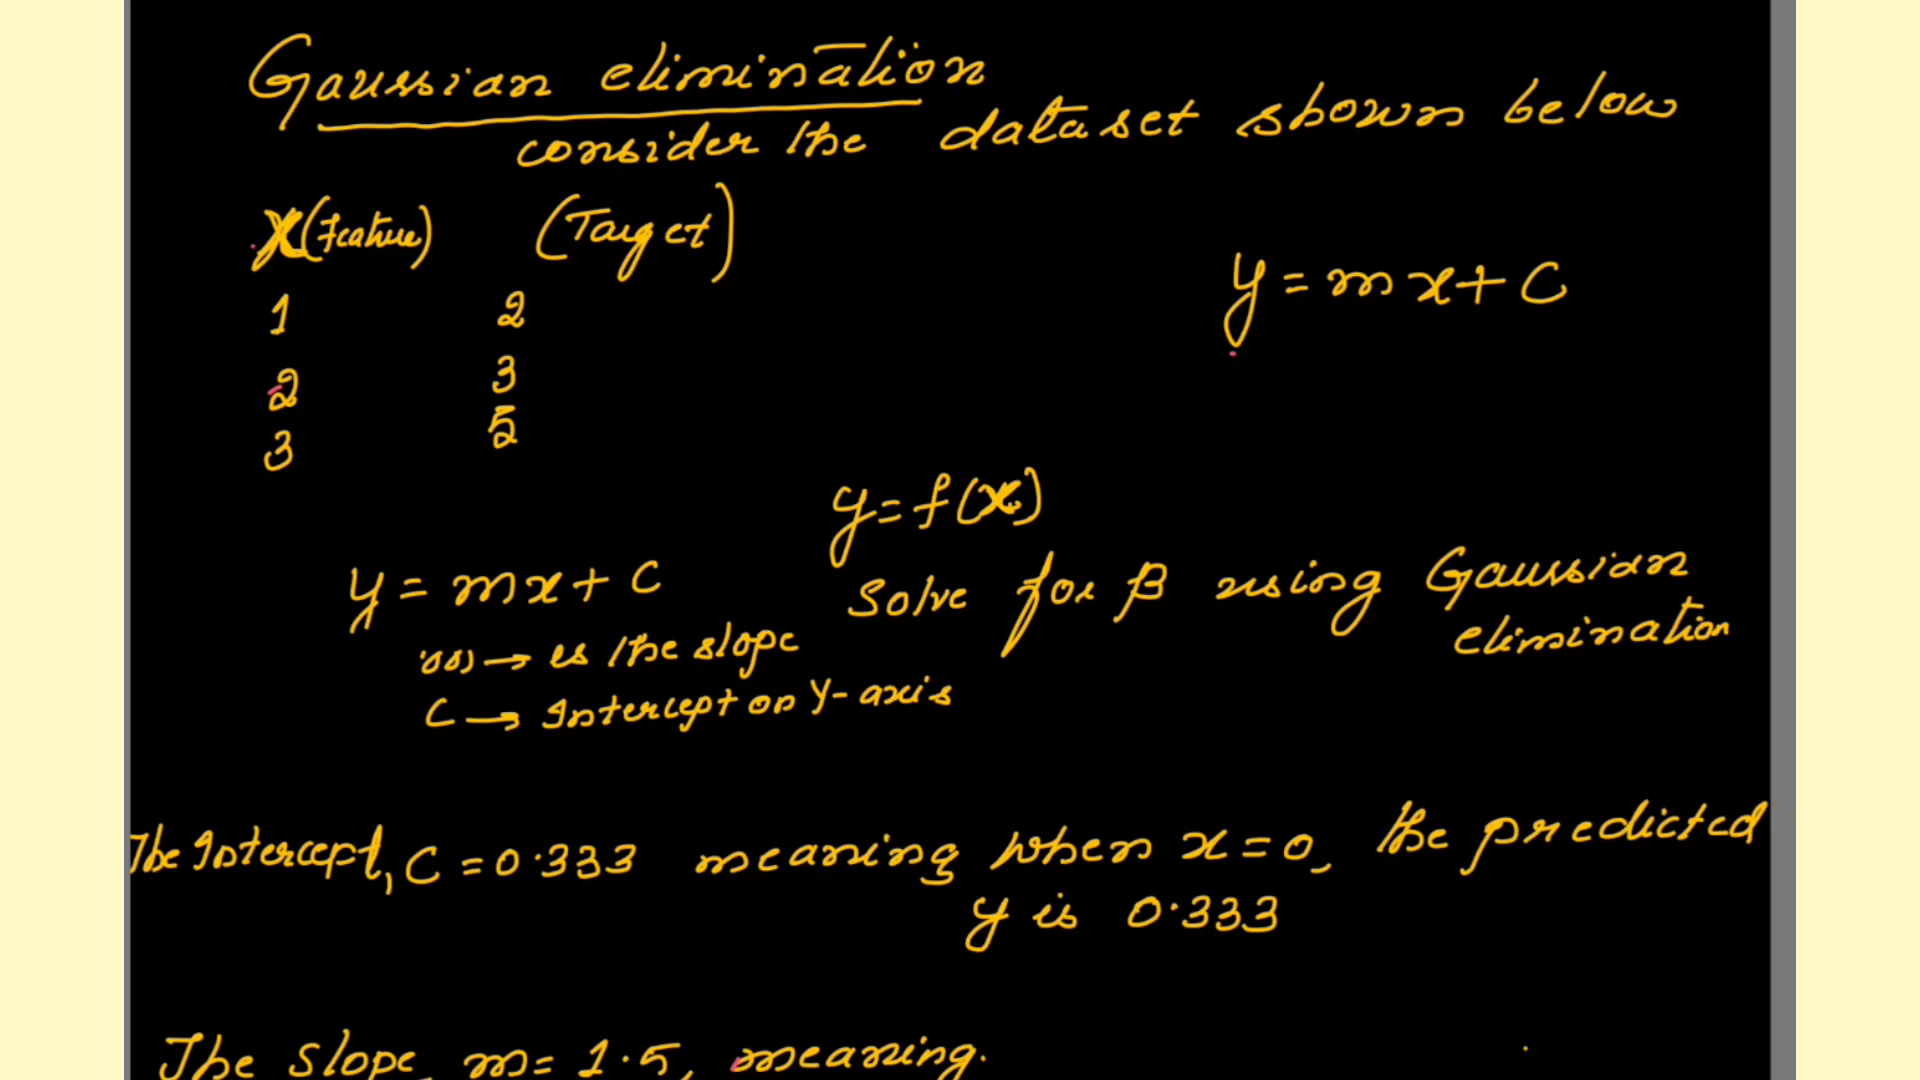 Gaussian elimination
consider the dataset shown below
X(Feature) (Target)
1 2
2 3
3 5
y = mx + c
y = f(x)
y = mx + c
Solve for β using Gaussian
elimination
→ is the slope
C → Intercept on Y-axis
The Intercept, C = 0.333 meaning when x = 0, the predicted
y is 0.333
The slope m = 1.5, meaning.